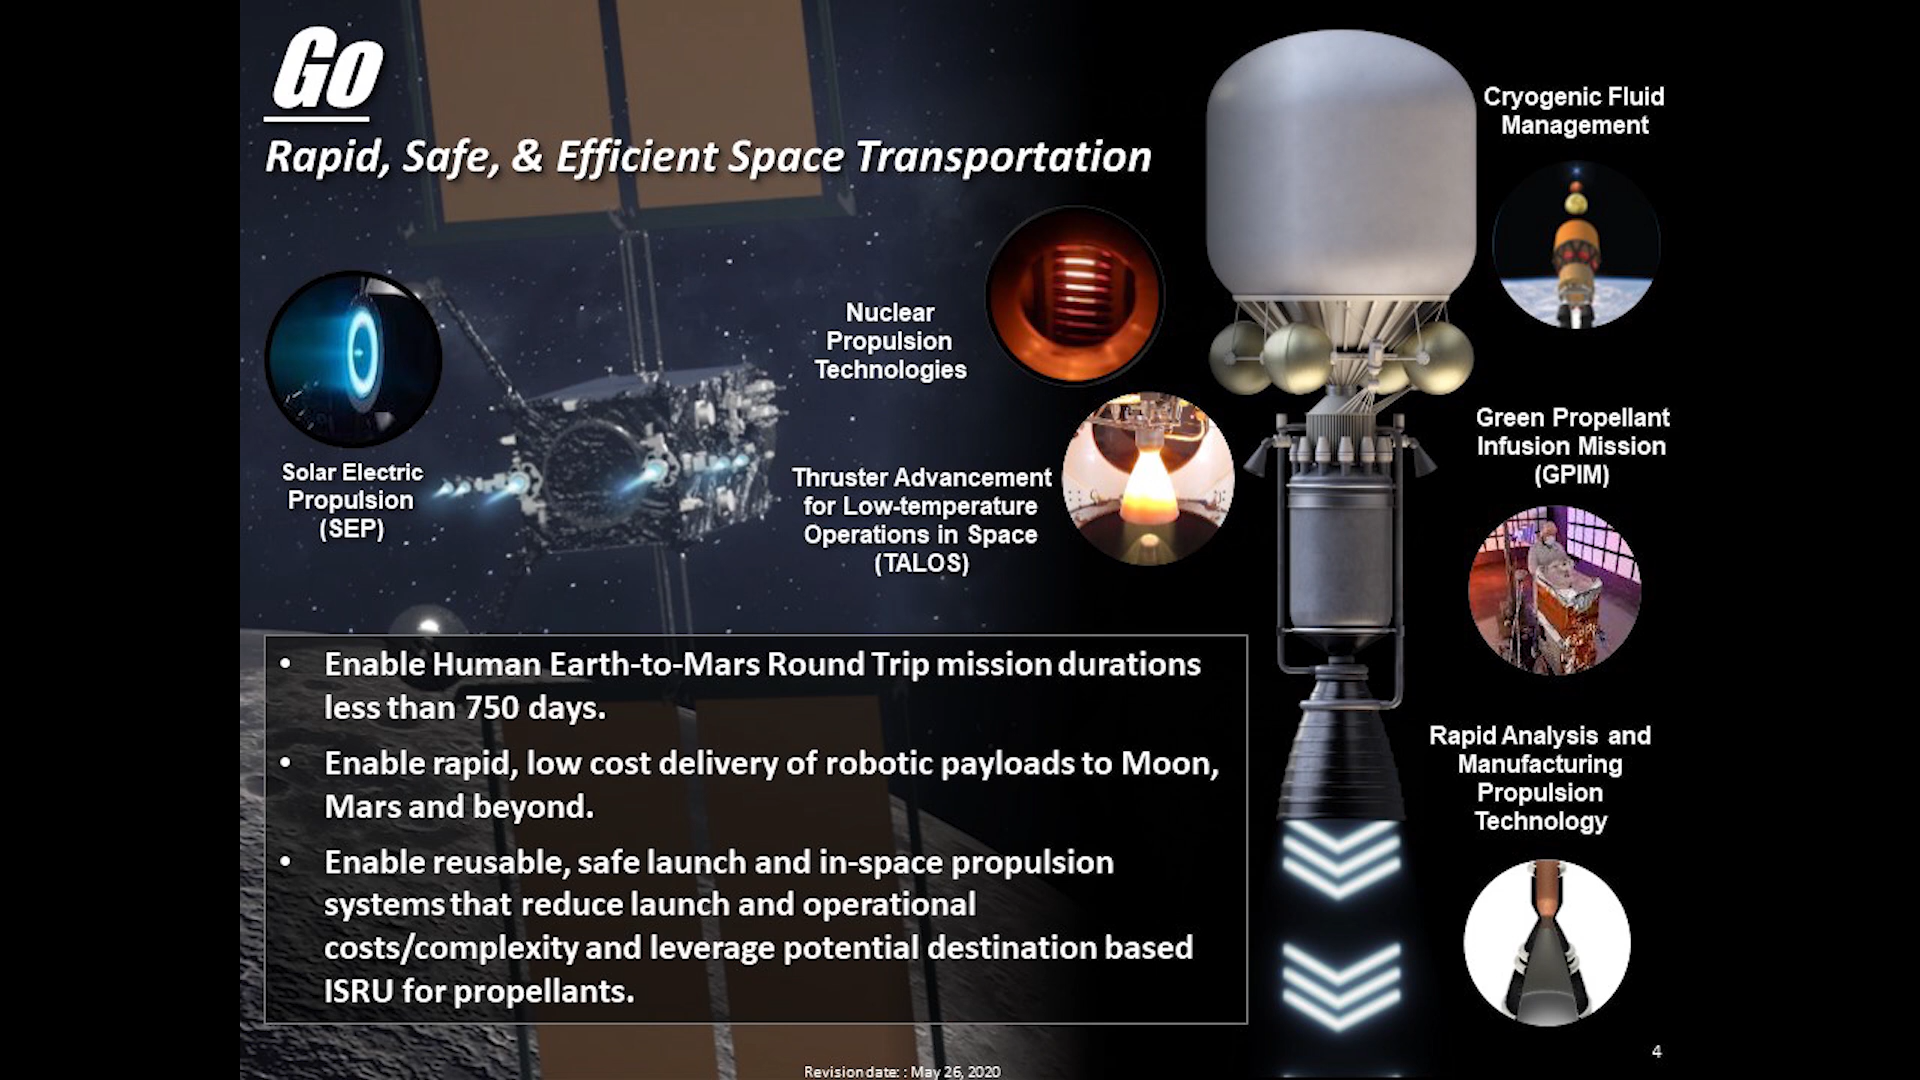 Go
Rapid, Safe, & Efficient Space Transportation
Cryogenic Fluid
Management
Nuclear
Propulsion
Technologies
Solar Electric
Propulsion
(SEP)
Thruster Advancement
for Low-temperature
Operations in Space
(TALOS)
Green Propellant
Infusion Mission
(GPIM)
Rapid Analysis and
Manufacturing
Propulsion
Technology
• Enable Human Earth-to-Mars Round Trip mission durations
less than 750 days.
• Enable rapid, low cost delivery of robotic payloads to Moon,
Mars and beyond.
• Enable reusable, safe launch and in-space propulsion
systems that reduce launch and operational
costs/complexity and leverage potential destination based
ISRU for propellants.
4
Revision date: : May 26, 2020